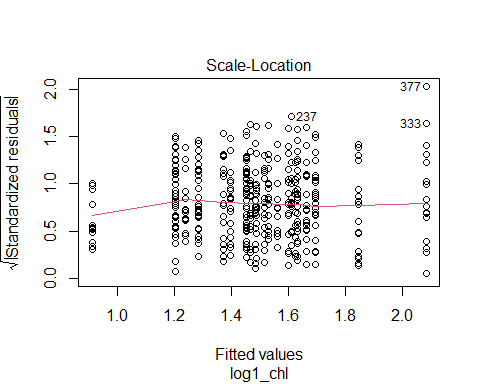 Scale-Location
√|Standardized residuals|
0.0 0.5 1.0 1.5 2.0
377
237
333
1.0 1.2 1.4 1.6 1.8 2.0
Fitted values
log1_chl